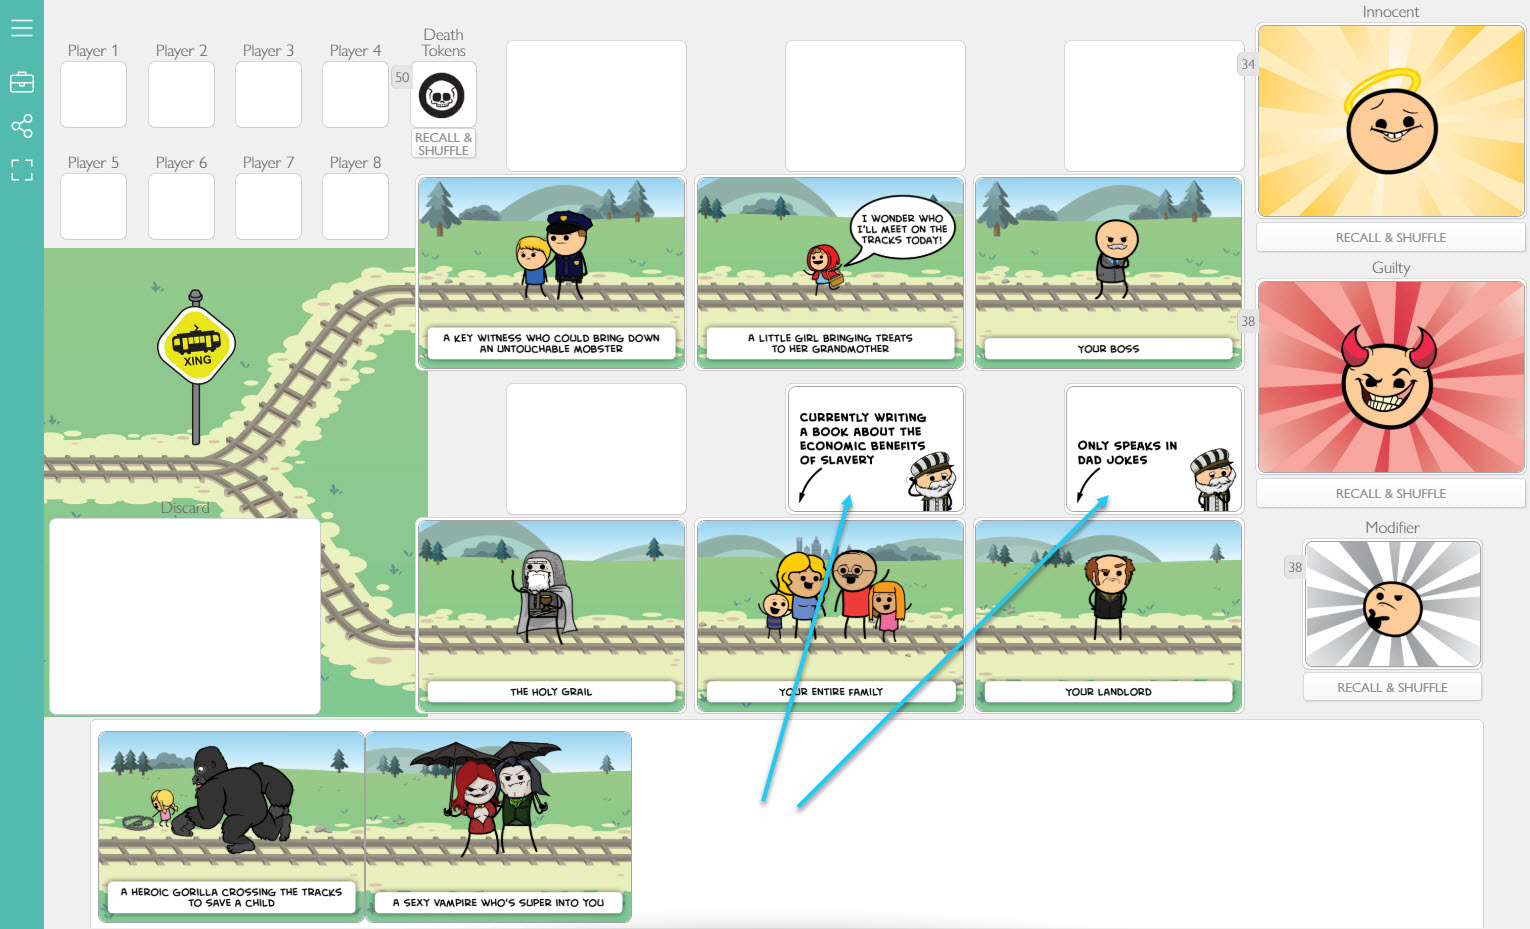 Innocent
Death
Tokens
Player 1
Player 2
Player 3
Player 4
50
34
RECALL &
SHUFFLE
Player 5
Player 6
Player 7
Player 8
I WONDER WHO
I'LL MEET ON THE
TRACKS TODAY!
RECALL & SHUFFLE
Guilty
38
XING
A KEY WITNESS WHO COULD BRING DOWN
AN UNTOUCHABLE MOBSTER
A LITTLE GIRL BRINGING TREATS
TO HER GRANDMOTHER
YOUR BOSS
CURRENTLY WRITING
A BOOK ABOUT THE
ECONOMIC BENEFITS
OF SLAVERY
ONLY SPEAKS IN
DAD JOKES
RECALL & SHUFFLE
Discard
Modifier
38
THE HOLY GRAIL
YOUR ENTIRE FAMILY
YOUR LANDLORD
RECALL & SHUFFLE
A HEROIC GORILLA CROSSING THE TRACKS
TO SAVE A CHILD
A SEXY VAMPIRE WHO'S SUPER INTO YOU